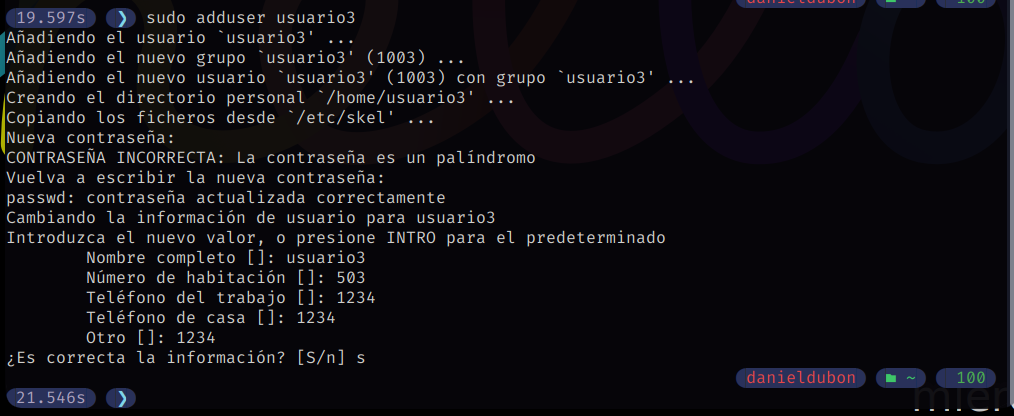 danieldubon ~ 100
19.597s ❯ sudo adduser usuario3
Añadiendo el usuario `usuario3' ...
Añadiendo el nuevo grupo `usuario3' (1003) ...
Añadiendo el nuevo usuario `usuario3' (1003) con grupo `usuario3' ...
Creando el directorio personal `/home/usuario3' ...
Copiando los ficheros desde `/etc/skel' ...
Nueva contraseña:
CONTRASEÑA INCORRECTA: La contraseña es un palíndromo
Vuelva a escribir la nueva contraseña:
passwd: contraseña actualizada correctamente
Cambiando la información de usuario para usuario3
Introduzca el nuevo valor, o presione INTRO para el predeterminado
Nombre completo []: usuario3
Número de habitación []: 503
Teléfono del trabajo []: 1234
Teléfono de casa []: 1234
Otro []: 1234
¿Es correcta la información? [S/n] s
danieldubon ~ 100
21.546s ❯